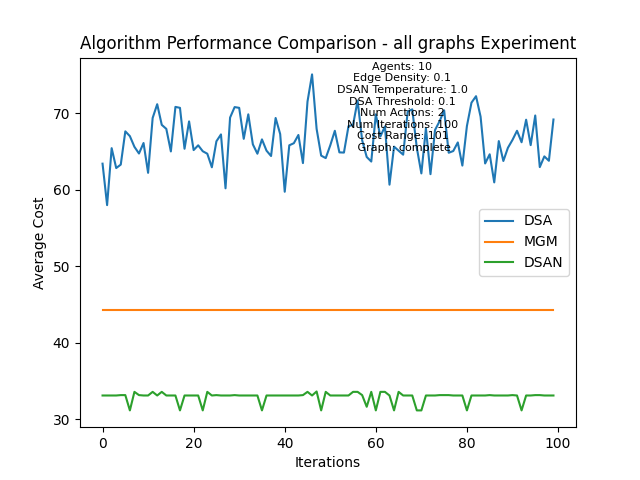 Algorithm Performance Comparison - all graphs Experiment
Agents: 10
Edge Density: 0.1
DSAN Temperature: 1.0
DSA Threshold: 0.1
Num Actions: 2
Num Iterations: 100
Cost Range: 101
Graph: complete
70
60
50
40
30
Average Cost
DSA
MGM
DSAN
0
20
40
60
80
100
Iterations